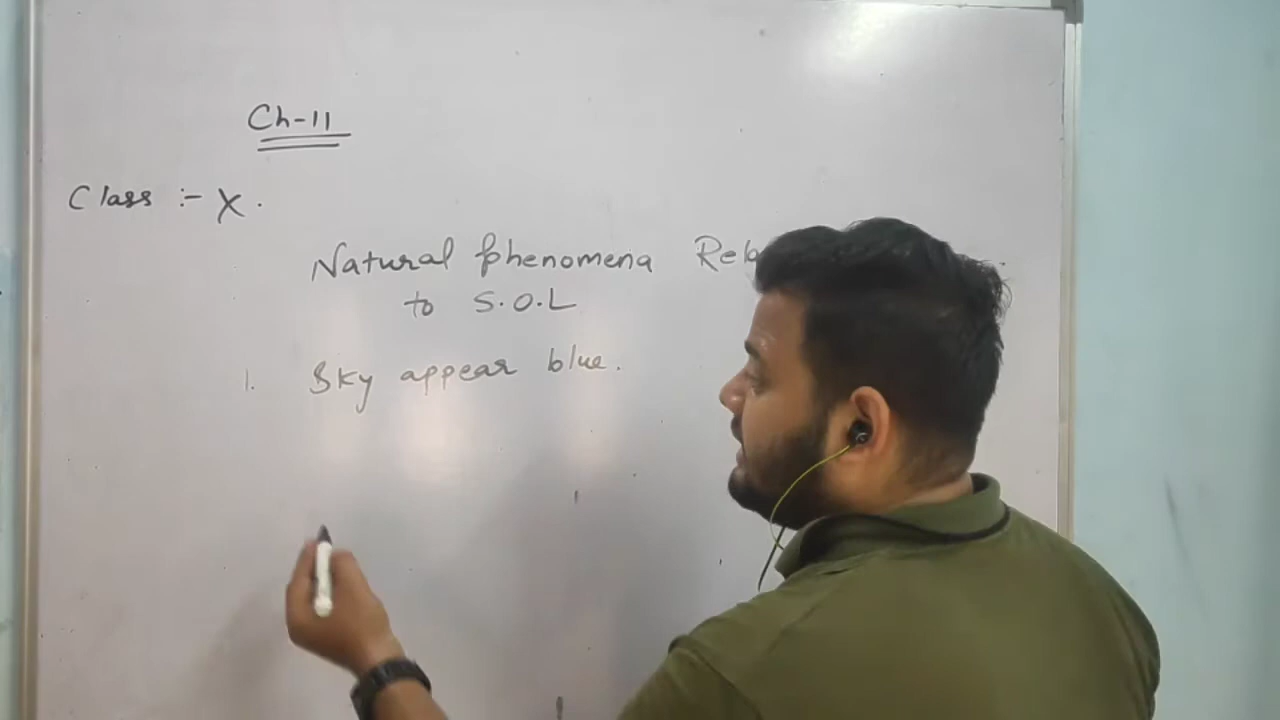 Ch-11
Class :- X.
Natural phenomena
to S.O.L
1. Sky appear blue.